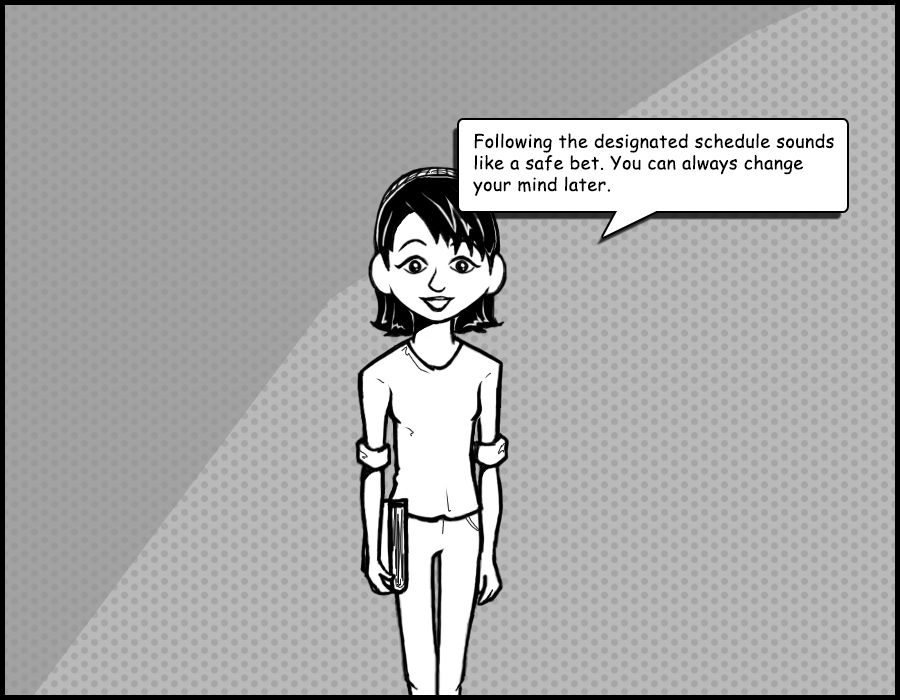 Following the designated schedule sounds
like a safe bet. You can always change
your mind later.